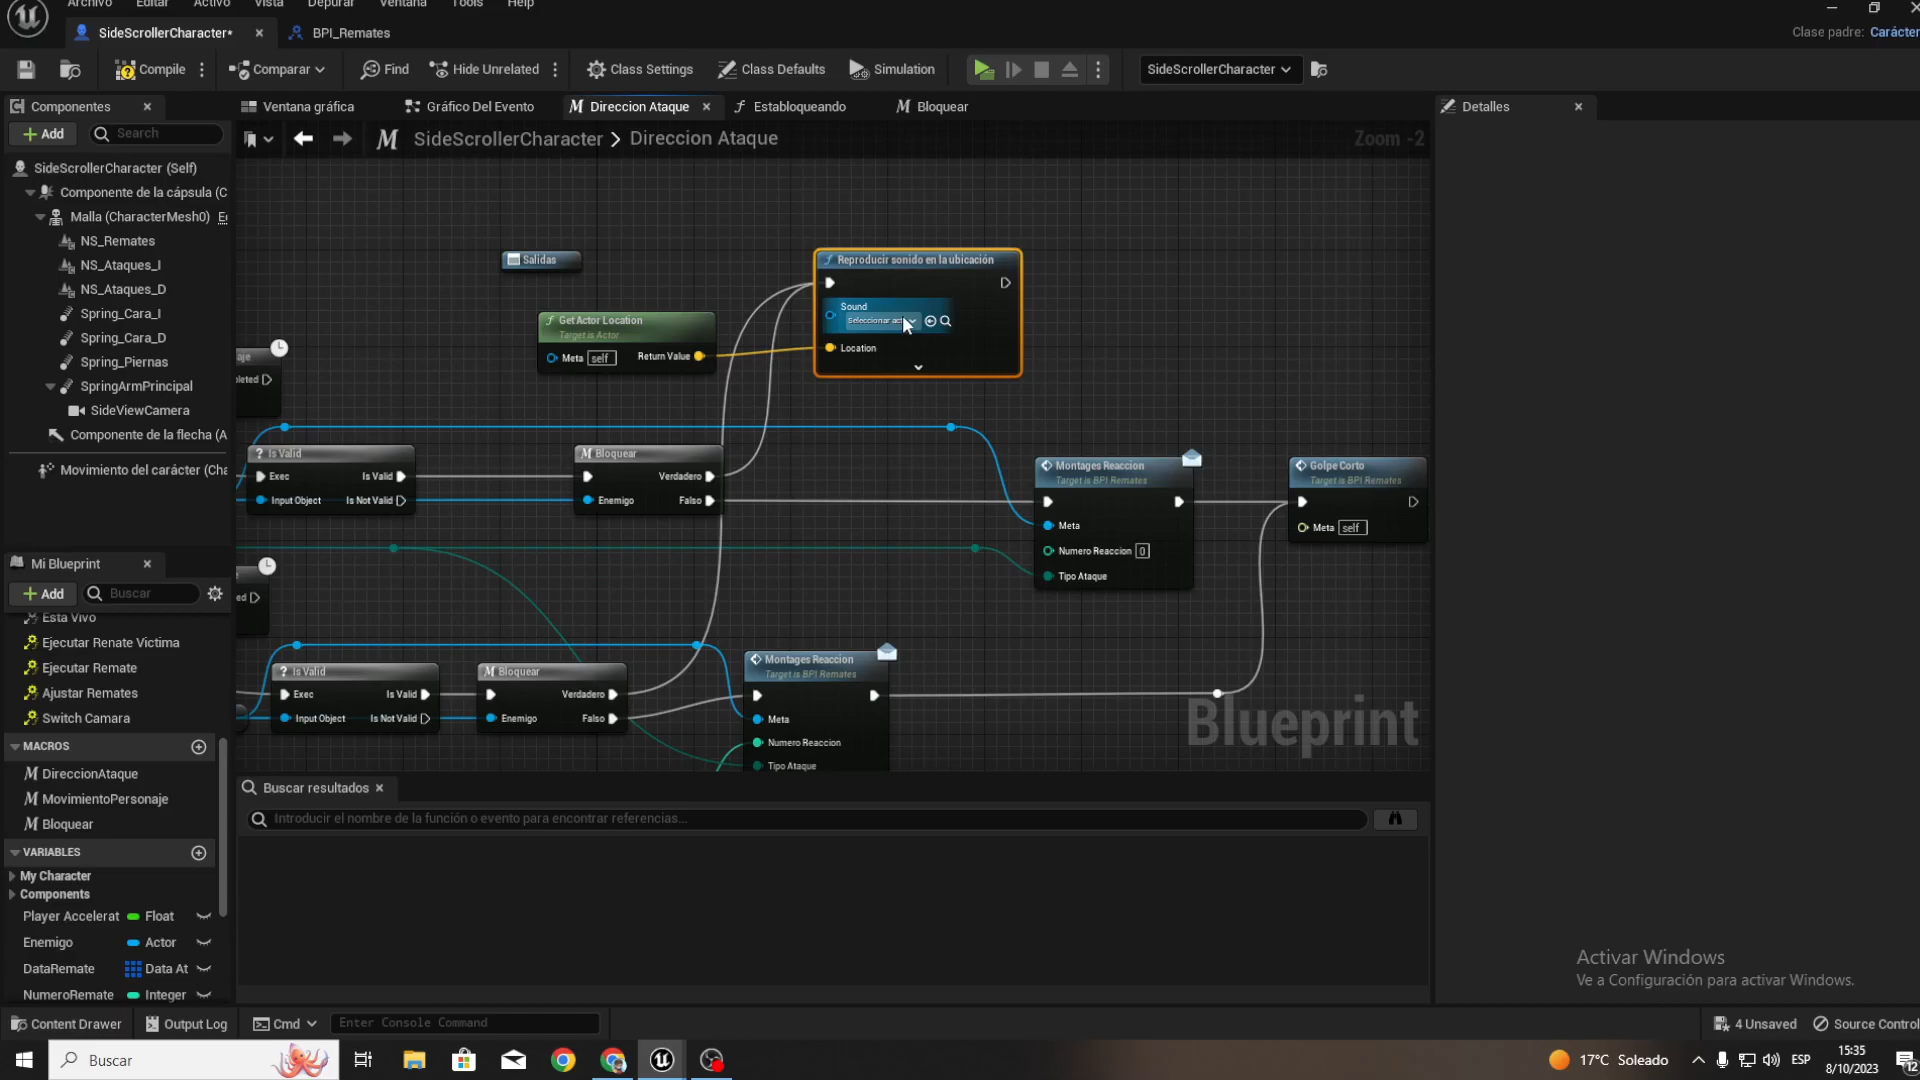 Archivo Editar Activo Vista Depurar Ventana Tools Help
SideScrollerCharacter* BPI_Remates
Clase padre: Carácter
Compile Comparar Find Hide Unrelated Class Settings Class Defaults Simulation SideScrollerCharacter
Componentes
Add Search
SideScrollerCharacter (Self)
Componente de la cápsula (C
Malla (CharacterMesh0) Ec
NS_Remates
NS_Ataques_I
NS_Ataques_D
Spring_Cara_I
Spring_Cara_D
Spring_Piernas
SpringArmPrincipal
SideViewCamera
Componente de la flecha (A
Movimiento del carácter (Cha
Mi Blueprint
Add Buscar
Esta Vivo
Ejecutar Renate Victima
Ejecutar Remate
Ajustar Remates
Switch Camara
MACROS
DireccionAtaque
MovimientoPersonaje
Bloquear
VARIABLES
My Character
Components
Player Accelerat Float
Enemigo Actor
DataRemate Data At
NumeroRemate Integer
Ventana gráfica Gráfico Del Evento Direccion Ataque Establoqueando Bloquear
SideScrollerCharacter > Direccion Ataque
Zoom -2
Salidas
Get Actor Location
Target is Actor
Meta self Return Value
Reproducir sonido en la ubicación
Sound
Seleccionar act
Location
aje
leted
Is Valid
Exec Is Valid
Input Object Is Not Valid
Bloquear
Verdadero
Enemigo Falso
Montages Reaccion
Target is BPI Remates
Meta
Numero Reaccion 0
Tipo Ataque
Golpe Corto
Target is BPI Remates
Meta self
ed
Is Valid
Exec Is Valid
Input Object Is Not Valid
Bloquear
Verdadero
Enemigo Falso
Montages Reaccion
Target is BPI Remates
Meta
Numero Reaccion
Tipo Ataque
Blueprint
Buscar resultados
Introducir el nombre de la función o evento para encontrar referencias...
Detalles
Activar Windows
Ve a Configuración para activar Windows.
Content Drawer Output Log Cmd Enter Console Command 4 Unsaved Source Control
Buscar
17°C Soleado
ESP
15:35
8/10/2023
12